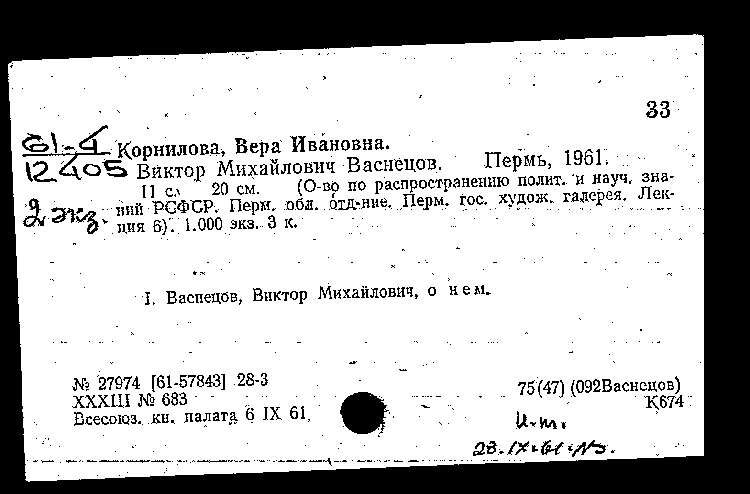 33
61-4
12405
2 экз.
Корнилова, Вера Ивановна.
Виктор Михайлович Васнецов. Пермь, 1961.
11 с. 20 см. (О-во по распространению полит. и науч. зна-
ний РСФСР. Перм. обл. отд-ние. Перм. гос. худож. галерея. Лек-
ция 6). 1.000 экз. 3 к.
I. Васнецов, Виктор Михайлович, о нем.
№ 27974 [61-57843] 28-3
XXXIII № 683
Всесоюз. кн. палата 6 IX 61.
75(47) (092Васнецов)
К674
И.т.
28.IX.61